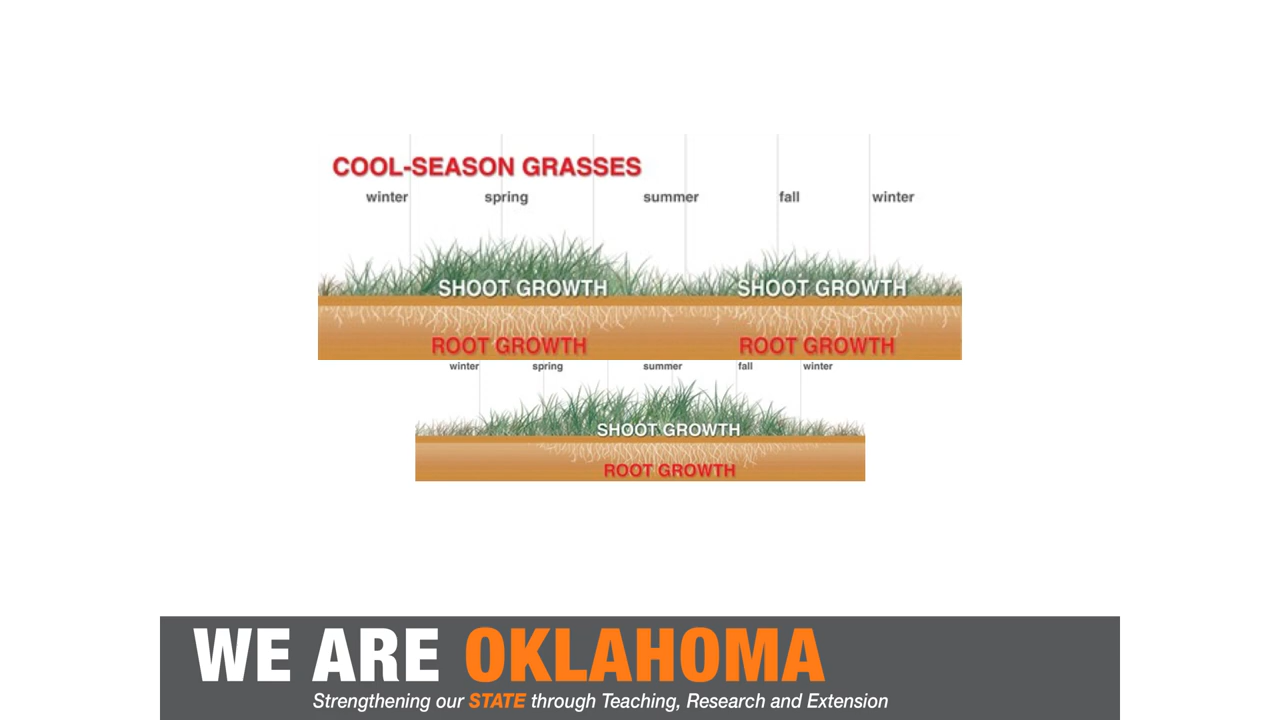 COOL-SEASON GRASSES
winter spring summer fall winter
SHOOT GROWTH SHOOT GROWTH
ROOT GROWTH ROOT GROWTH
winter spring summer fall winter
SHOOT GROWTH
ROOT GROWTH
WE ARE OKLAHOMA
Strengthening our STATE through Teaching, Research and Extension